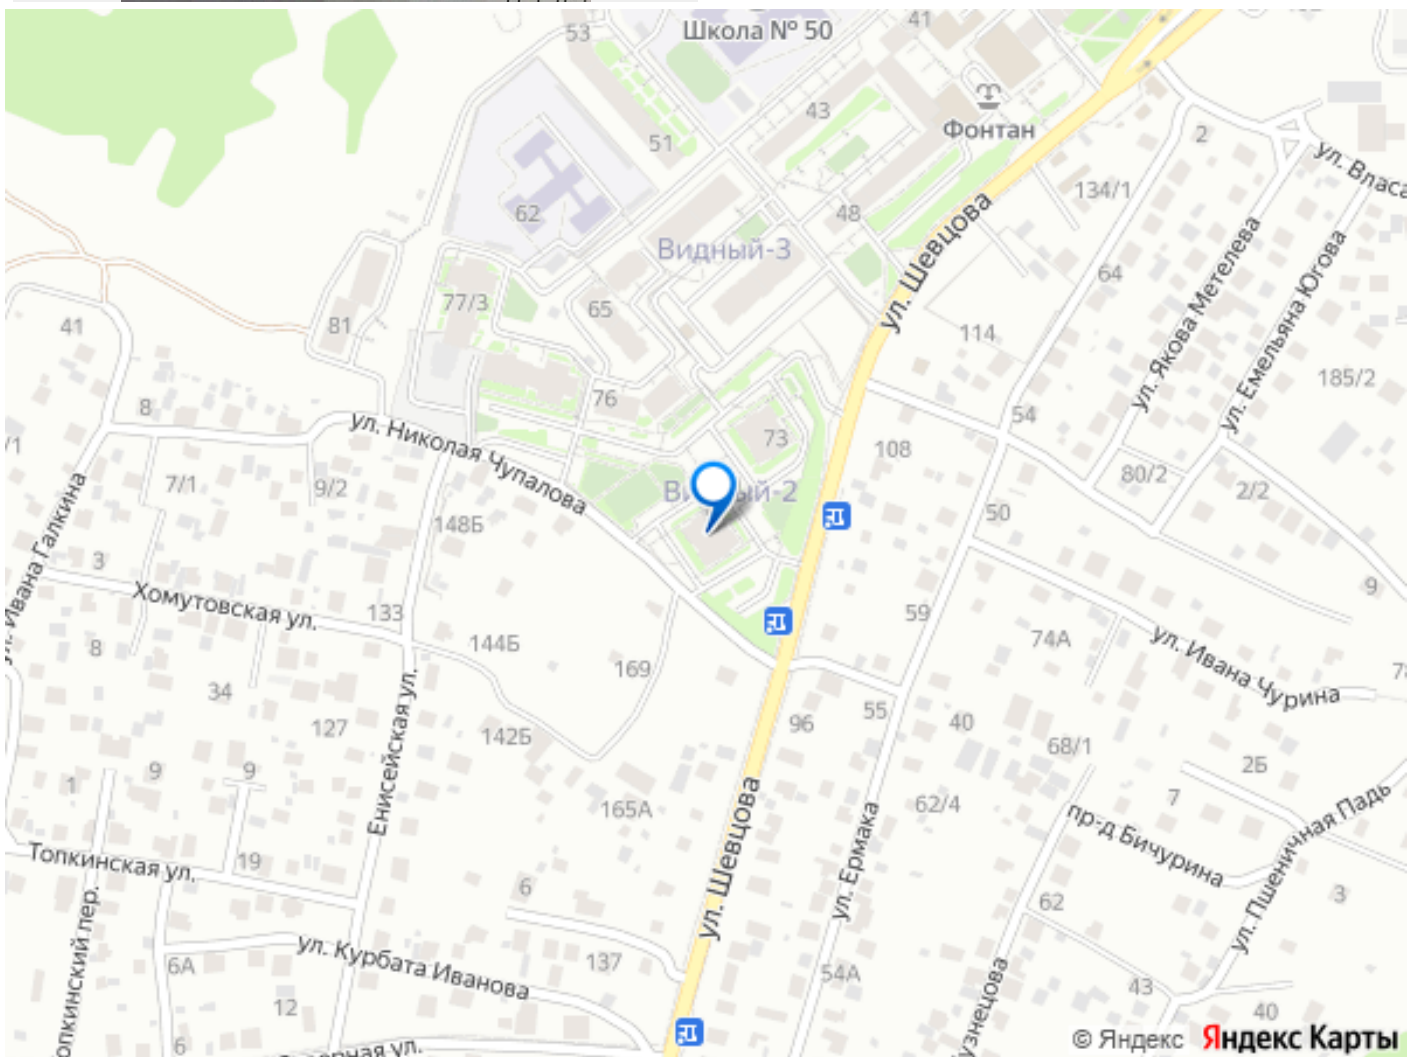 53
Школа № 50
41
51
43
Фонтан
2
ул. Власа
62
48
134/1
ул. Шевцова
Видный-3
64
ул. Якова Метелева
ул. Емельяна Югова
77/3
65
41
81
114
185/2
8
76
54
ул. Николая Чупалова
73
108
7/1
9/2
80/2
2/2
Видный-2
148Б
50
ул. Ивана Галкина
3
Хомутовская ул.
133
59
9
8
144Б
169
74А
ул. Ивана Чурина
34
127
142Б
96
55
40
68/1
2Б
1
9
9
Енисейская ул.
165А
62/4
7
пр-д Бичурина
ул. Пшеничная Падь
Топкинская ул.
19
6
ул. Шевцова
ул. Ермака
62
3
ул. Курбата Иванова
6А
137
54А
43
12
40
6
© Яндекс Яндекс Карты